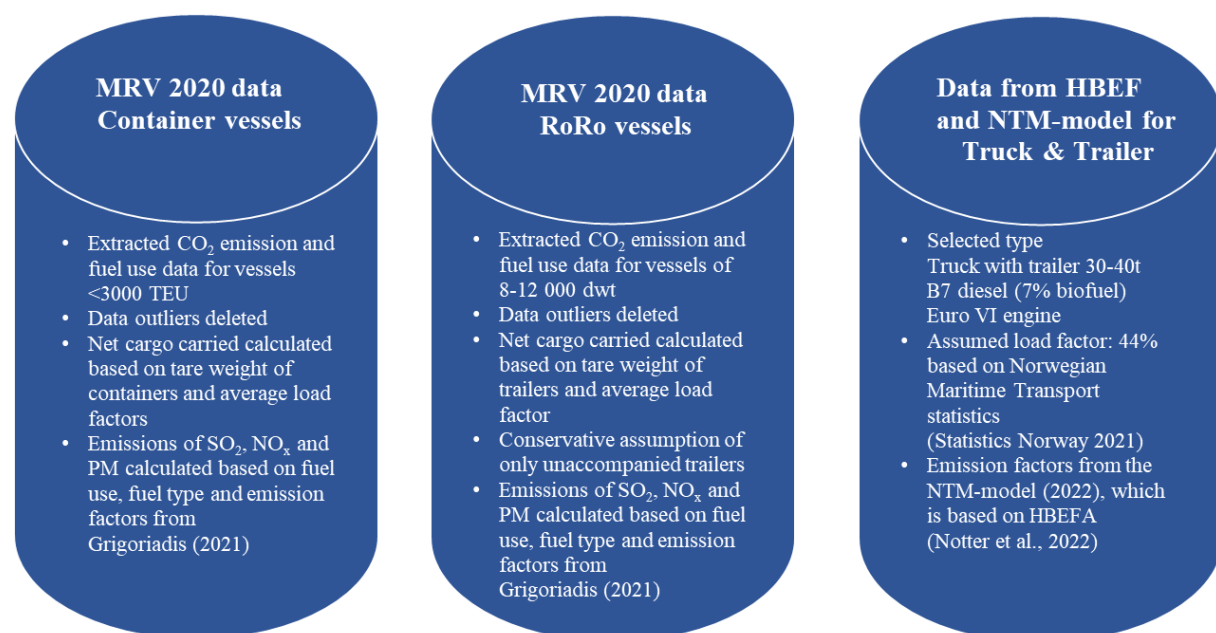 MRV 2020 data
Container vessels
• Extracted CO₂ emission and
fuel use data for vessels
<3000 TEU
• Data outliers deleted
• Net cargo carried calculated
based on tare weight of
containers and average load
factors
• Emissions of SO₂, NOₓ and
PM calculated based on fuel
use, fuel type and emission
factors from
Grigoriadis (2021)
MRV 2020 data
RoRo vessels
• Extracted CO₂ emission and
fuel use data for vessels of
8-12 000 dwt
• Data outliers deleted
• Net cargo carried calculated
based on tare weight of
trailers and average load
factor
• Conservative assumption of
only unaccompanied trailers
• Emissions of SO₂, NOₓ and
PM calculated based on fuel
use, fuel type and emission
factors from
Grigoriadis (2021)
Data from HBEF
and NTM-model for
Truck & Trailer
• Selected type
Truck with trailer 30-40t
B7 diesel (7% biofuel)
Euro VI engine
• Assumed load factor: 44%
based on Norwegian
Maritime Transport
statistics
(Statistics Norway 2021)
• Emission factors from the
NTM-model (2022), which
is based on HBEFA
(Notter et al., 2022)